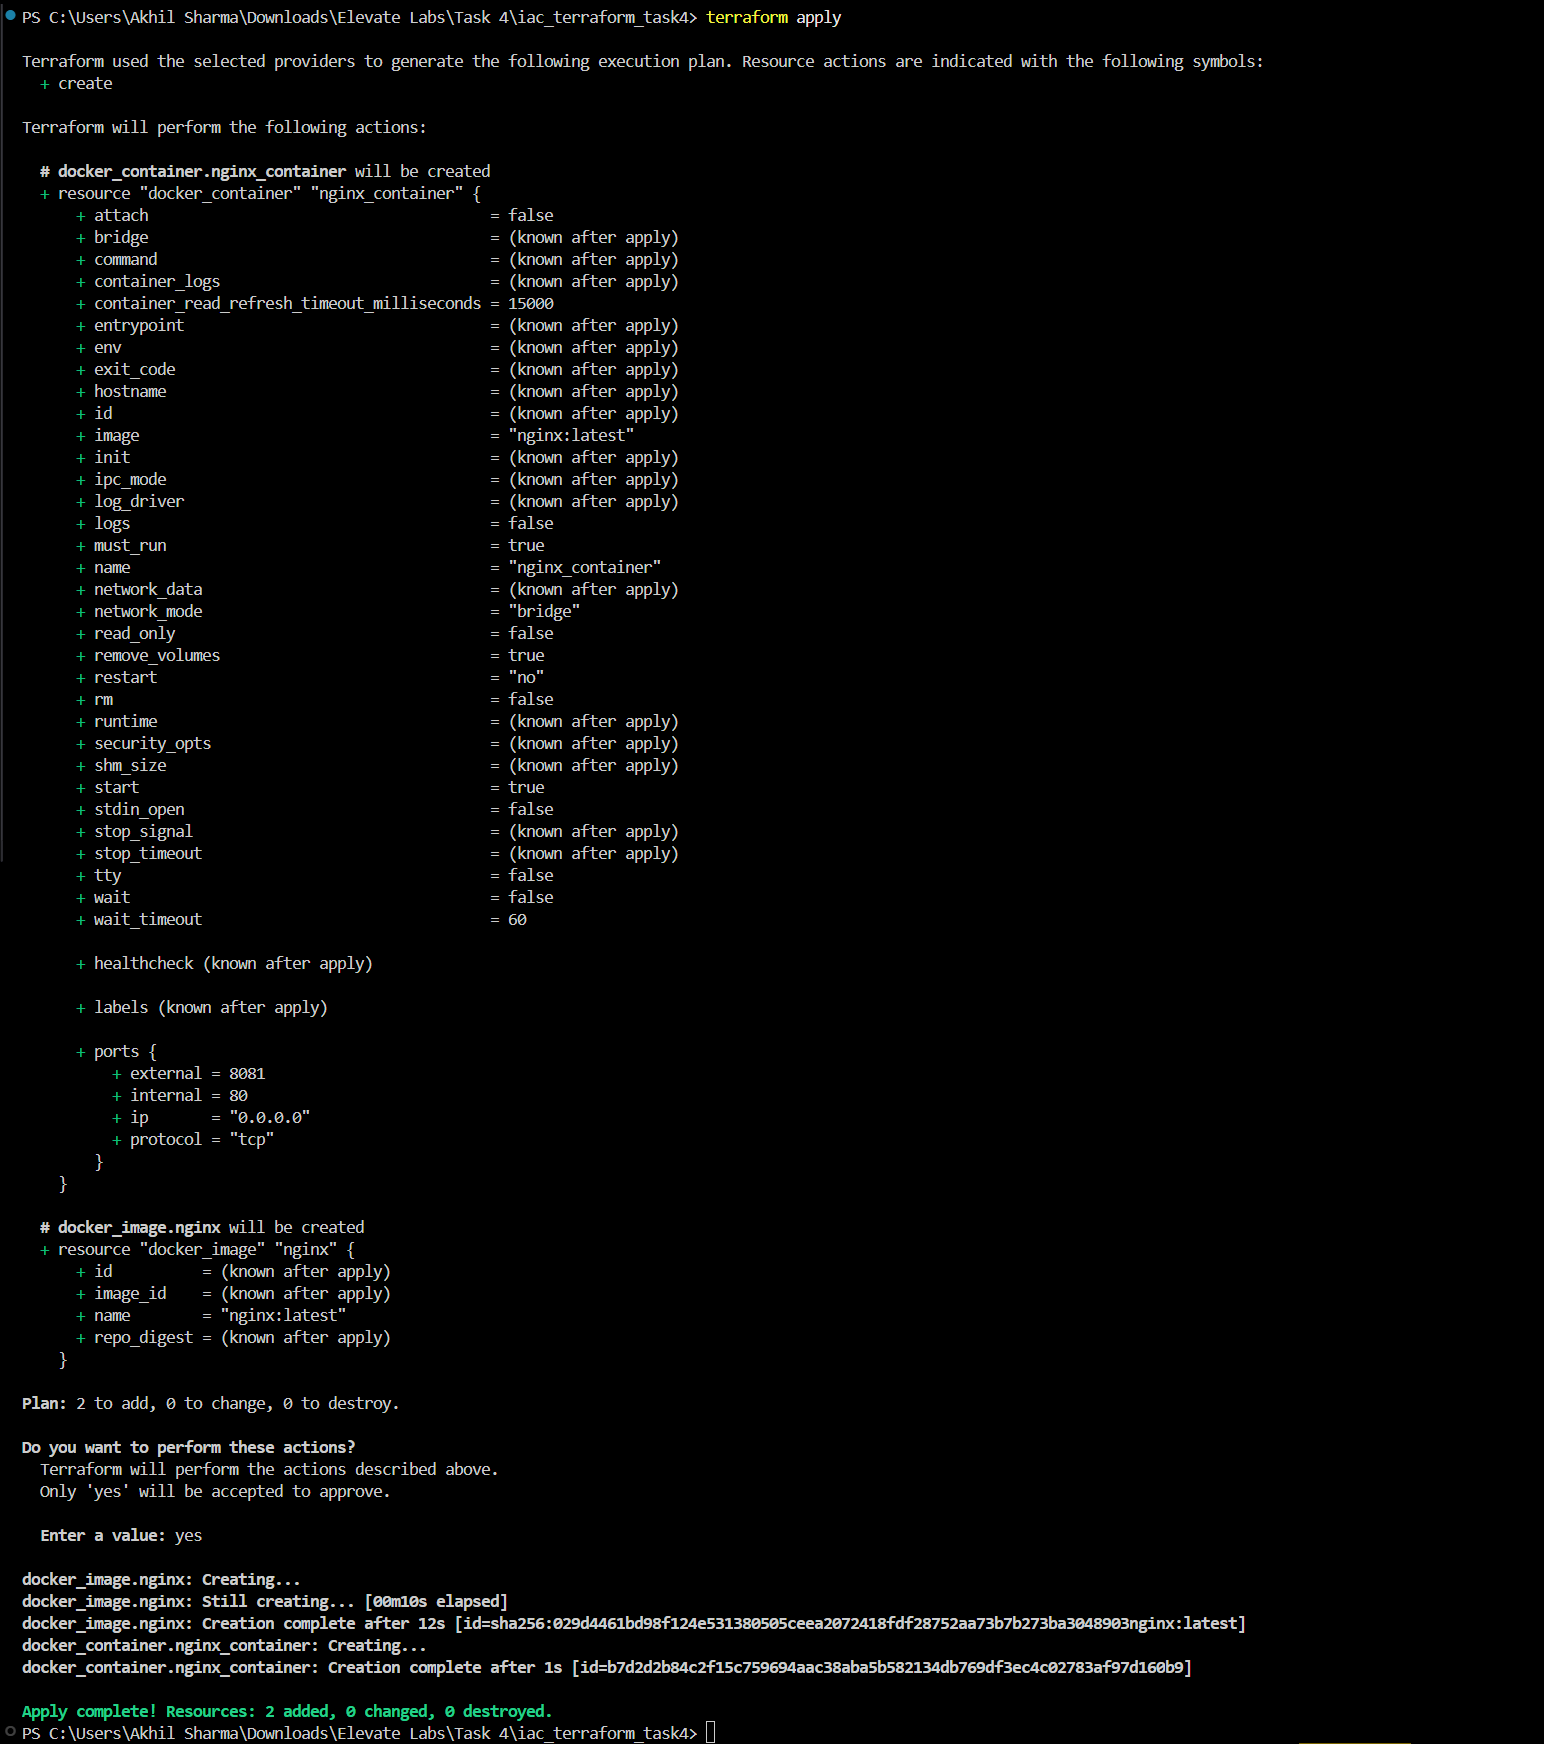 PS C:\Users\Akhil Sharma\Downloads\Elevate Labs\Task 4\iac_terraform_task4> terraform apply
Terraform used the selected providers to generate the following execution plan. Resource actions are indicated with the following symbols:
+ create
Terraform will perform the following actions:
# docker_container.nginx_container will be created
+ resource "docker_container" "nginx_container" {
+ attach = false
+ bridge = (known after apply)
+ command = (known after apply)
+ container_logs = (known after apply)
+ container_read_refresh_timeout_milliseconds = 15000
+ entrypoint = (known after apply)
+ env = (known after apply)
+ exit_code = (known after apply)
+ hostname = (known after apply)
+ id = (known after apply)
+ image = "nginx:latest"
+ init = (known after apply)
+ ipc_mode = (known after apply)
+ log_driver = (known after apply)
+ logs = false
+ must_run = true
+ name = "nginx_container"
+ network_data = (known after apply)
+ network_mode = "bridge"
+ read_only = false
+ remove_volumes = true
+ restart = "no"
+ rm = false
+ runtime = (known after apply)
+ security_opts = (known after apply)
+ shm_size = (known after apply)
+ start = true
+ stdin_open = false
+ stop_signal = (known after apply)
+ stop_timeout = (known after apply)
+ tty = false
+ wait = false
+ wait_timeout = 60
+ healthcheck (known after apply)
+ labels (known after apply)
+ ports {
+ external = 8081
+ internal = 80
+ ip = "0.0.0.0"
+ protocol = "tcp"
}
}
# docker_image.nginx will be created
+ resource "docker_image" "nginx" {
+ id = (known after apply)
+ image_id = (known after apply)
+ name = "nginx:latest"
+ repo_digest = (known after apply)
}
Plan: 2 to add, 0 to change, 0 to destroy.
Do you want to perform these actions?
Terraform will perform the actions described above.
Only 'yes' will be accepted to approve.
Enter a value: yes
docker_image.nginx: Creating...
docker_image.nginx: Still creating... [00m10s elapsed]
docker_image.nginx: Creation complete after 12s [id=sha256:029d4461bd98f124e531380505ceea2072418fdf28752aa73b7b273ba3048903nginx:latest]
docker_container.nginx_container: Creating...
docker_container.nginx_container: Creation complete after 1s [id=b7d2d2b84c2f15c759694aac38aba5b582134db769df3ec4c02783af97d160b9]
Apply complete! Resources: 2 added, 0 changed, 0 destroyed.
PS C:\Users\Akhil Sharma\Downloads\Elevate Labs\Task 4\iac_terraform_task4>